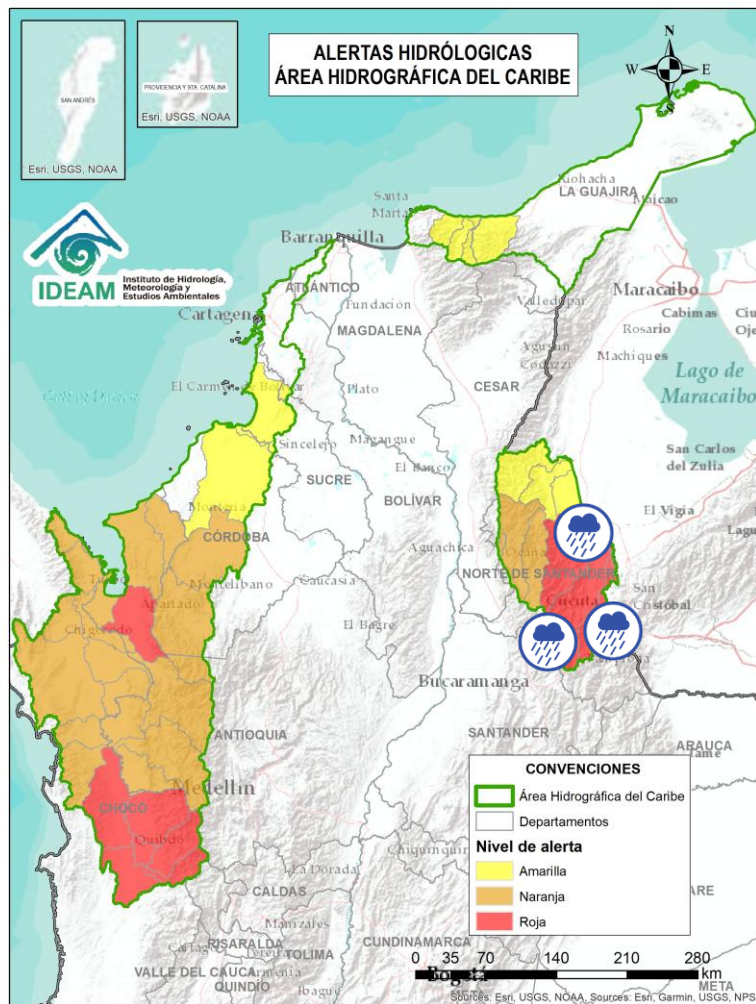 ALERTAS HIDRÓLOGICAS
ÁREA HIDROGRÁFICA DEL CARIBE
N
W E
S
SAN ANDRÉS
Esri, USGS, NOAA
PROVIDENCIA Y STA. CATALINA
Esri, USGS, NOAA
IDEAM
Instituto de Hidrología,
Meteorología y
Estudios Ambientales
Riohacha
LA GUAJIRA
Maicao
Santa
Marta
Barranquilla
ATLÁNTICO
Fundación
Valledupar
Maracaibo
Cartagena
MAGDALENA
Cabimas
Rosario
Agustín
Codazzi
Machiques
CESAR
Lago de
Maracaibo
El Carmen de Bolívar
Plato
Sincelejo
Magangue
San Carlos
del Zulia
SUCRE
El Banco
BOLÍVAR
Montería
El Vigía
CÓRDOBA
Aguachica
Ocaña
NORTE DE SANTANDER
San
Cristóbal
Montelibano
Caucasia
Cúcuta
Apartadó
Chigorodó
El Bagre
Bucaramanga
ANTIOQUIA
SANTANDER
ARAUCA
Medellín
CHOCÓ
Quibdó
La Dorada
CALDAS
Manizales
RISARALDA
TOLIMA
CUNDINAMARCA
VALLE DEL CAUCA
Armenia
QUINDÍO
Ibagué
Bogotá
META
CONVENCIONES
Área Hidrográfica del Caribe
Departamentos
Nivel de alerta
Amarilla
Naranja
Roja
0 35 70 140 210 280
km
Sources: Esri, USGS, NOAA, Sources: Esri, Garmin, USGS, NPS